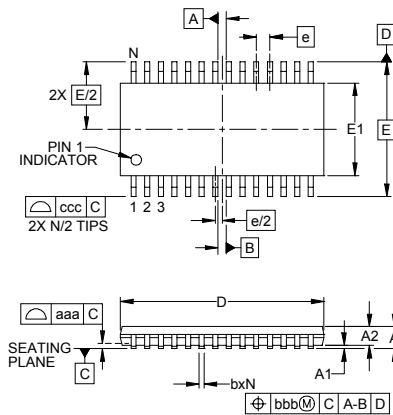 A
e
D
N
2X E/2
E1
E
PIN 1
INDICATOR
ccc C
2X N/2 TIPS
1 2 3
e/2
B
D
aaa C
A2
A
SEATING
PLANE
C
bxN
A1
bbbⓂ C A-B D